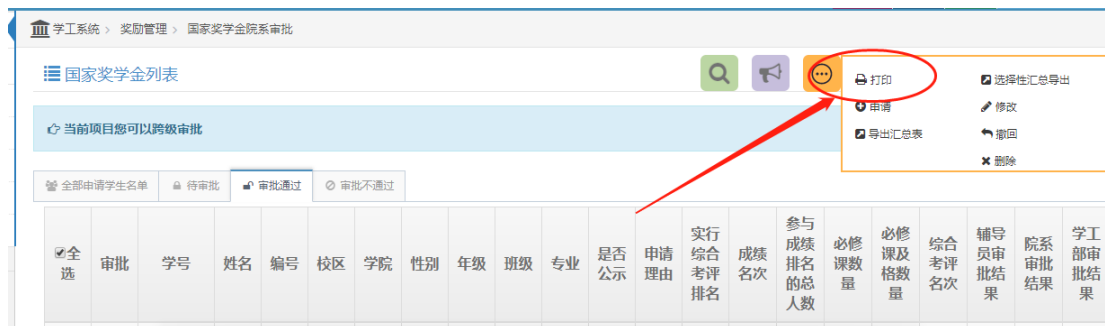 学工系统 > 奖励管理 > 国家奖学金院系审批
国家奖学金列表
打印
选择性汇总导出
申请
修改
导出汇总表
撤回
删除
当前项目您可以跨级审批
全部申请学生名单 待审批 审批通过 审批不通过
全选 审批 学号 姓名 编号 校区 学院 性别 年级 班级 专业 是否公示 申请理由 实行综合考评排名 成绩名次 参与成绩排名的总人数 必修课数量 必修课及格数量 综合考评名次 辅导员审批结果 院系审批结果 学工部审批结果